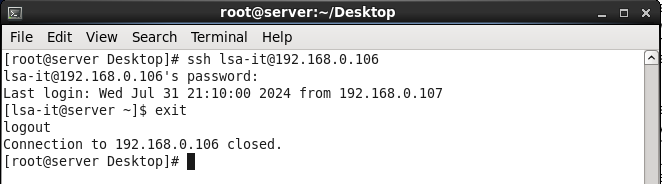 root@server:~/Desktop
File Edit View Search Terminal Help
[root@server Desktop]# ssh lsa-it@192.168.0.106
lsa-it@192.168.0.106's password:
Last login: Wed Jul 31 21:10:00 2024 from 192.168.0.107
[lsa-it@server ~]$ exit
logout
Connection to 192.168.0.106 closed.
[root@server Desktop]#